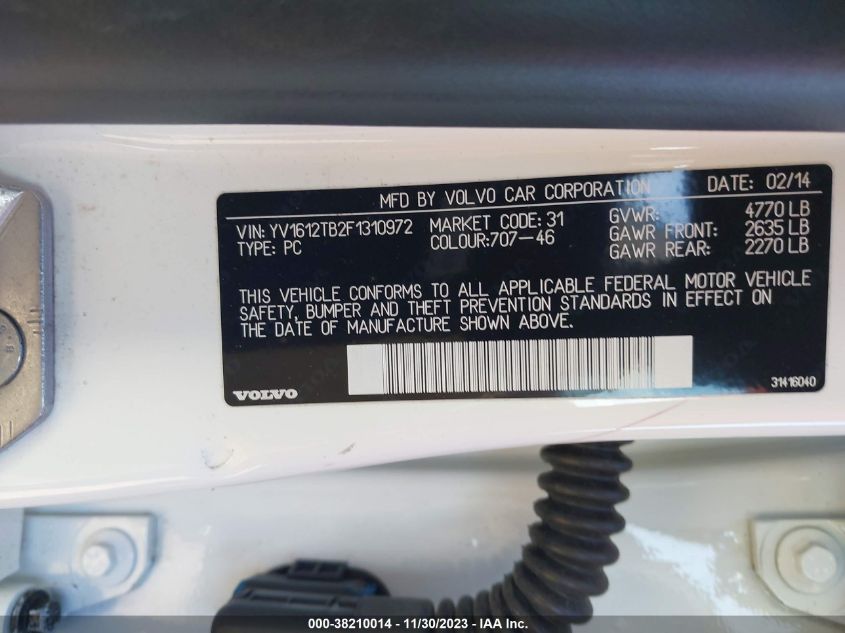 MFD BY VOLVO CAR CORPORATION DATE: 02/14
VIN: YV1612TB2F1310972 MARKET CODE: 31 GVWR: 4770 LB
TYPE: PC COLOUR:707-46 GAWR FRONT: 2635 LB
GAWR REAR: 2270 LB
THIS VEHICLE CONFORMS TO ALL APPLICABLE FEDERAL MOTOR VEHICLE
SAFETY, BUMPER AND THEFT PREVENTION STANDARDS IN EFFECT ON
THE DATE OF MANUFACTURE SHOWN ABOVE.
VOLVO 31416040
000-38210014 - 11/30/2023 - IAA Inc.